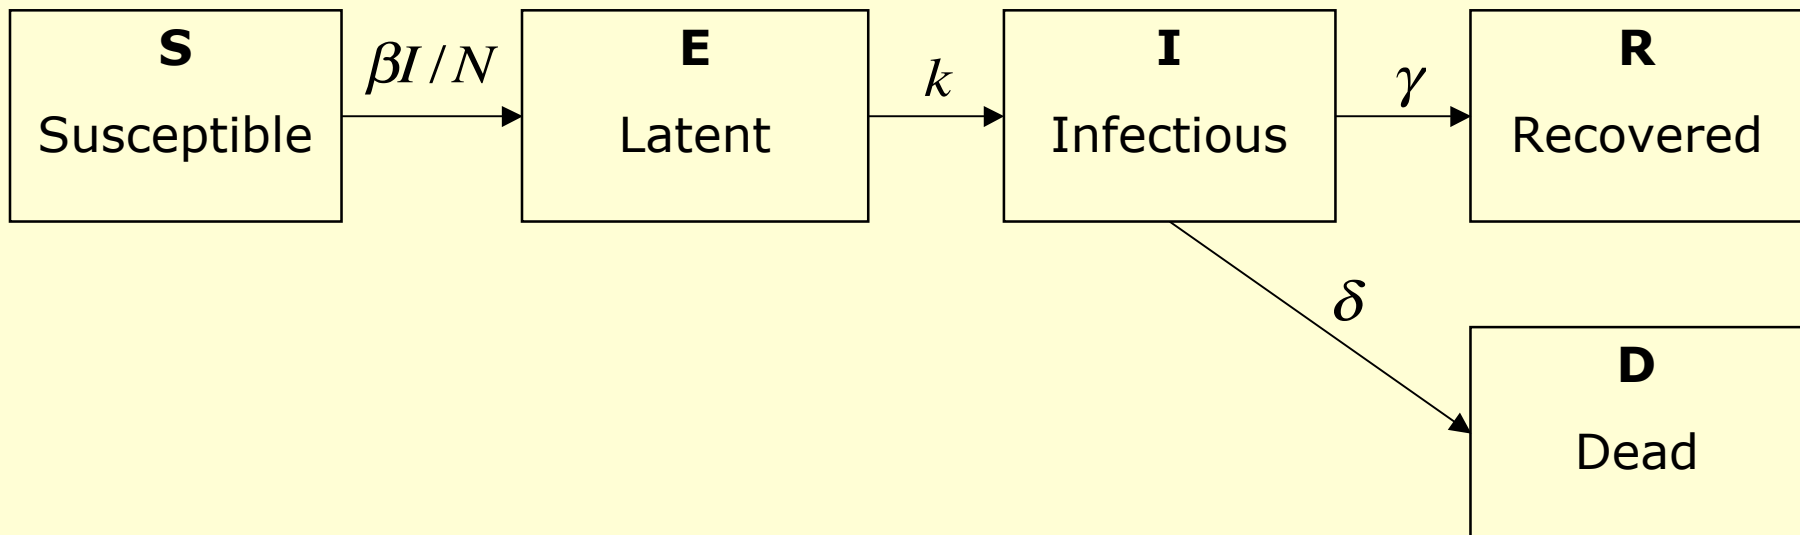 S
Susceptible
βI / N
E
Latent
k
I
Infectious
γ
R
Recovered
δ
D
Dead